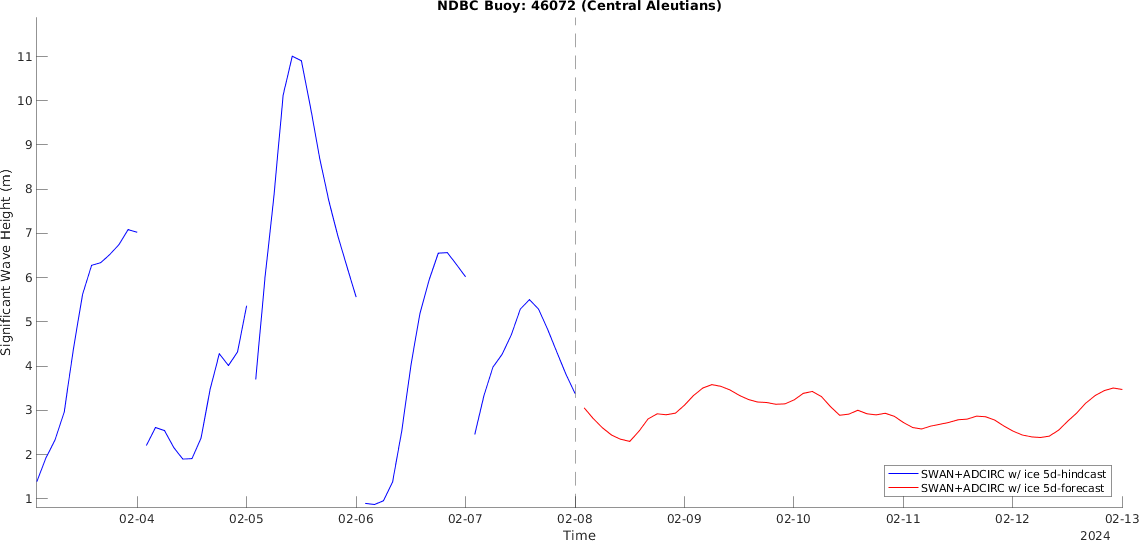 NDBC Buoy: 46072 (Central Aleutians)
Significant Wave Height (m)
11
10
9
8
7
6
5
4
3
2
1
SWAN+ADCIRC w/ ice 5d-hindcast
SWAN+ADCIRC w/ ice 5d-forecast
02-04 02-05 02-06 02-07 02-08 02-09 02-10 02-11 02-12 02-13
Time
2024